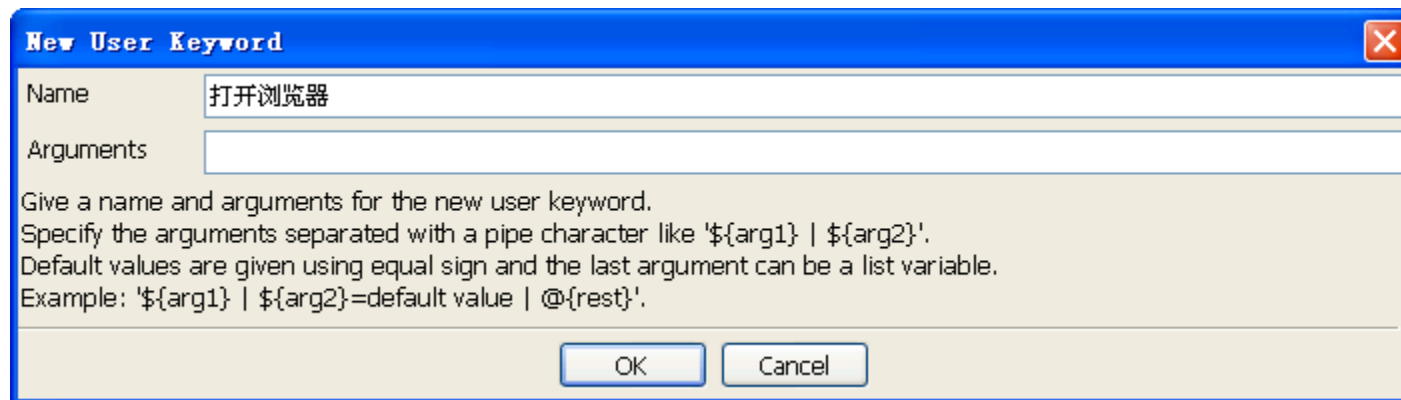 New User Keyword
Name 打开浏览器
Arguments
Give a name and arguments for the new user keyword.
Specify the arguments separated with a pipe character like '${arg1} | ${arg2}'.
Default values are given using equal sign and the last argument can be a list variable.
Example: '${arg1} | ${arg2}=default value | @{rest}'.
OK Cancel